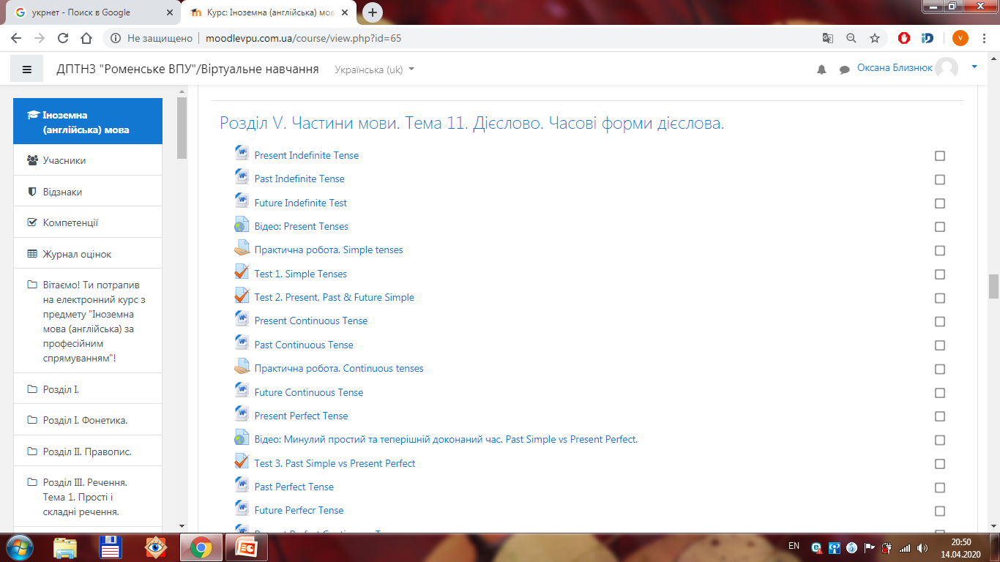 укрнет - Поиск в Google
Курс: Іноземна (англійська) мов
Не защищено
moodlevpu.com.ua/course/view.php?id=65
V
ДПТНЗ "Роменське ВПУ"/Віртуальне навчання
Українська (uk)
Оксана Близнюк
Іноземна
(англійська) мова
Учасники
Відзнаки
Компетенції
Журнал оцінок
Вітаємо! Ти потрапив
на електронний курс з
предмету "Іноземна
мова (англійська) за
професійним
спрямуванням"!
Розділ І.
Розділ І. Фонетика.
Розділ ІІ. Правопис.
Розділ ІІІ. Речення.
Тема 1. Прості і
складні речення.
Розділ V. Частини мови. Тема 11. Дієслово. Часові форми дієслова.
Present Indefinite Tense
Past Indefinite Tense
Future Indefinite Test
Відео: Present Tenses
Практична робота. Simple tenses
Test 1. Simple Tenses
Test 2. Present, Past & Future Simple
Present Continuous Tense
Past Continuous Tense
Практична робота. Continuous tenses
Future Continuous Tense
Present Perfect Tense
Відео: Минулий простий та теперішній доконаний час. Past Simple vs Present Perfect.
Test 3. Past Simple vs Present Perfect
Past Perfect Tense
Future Perfecr Tense
EN
20:50
14.04.2020